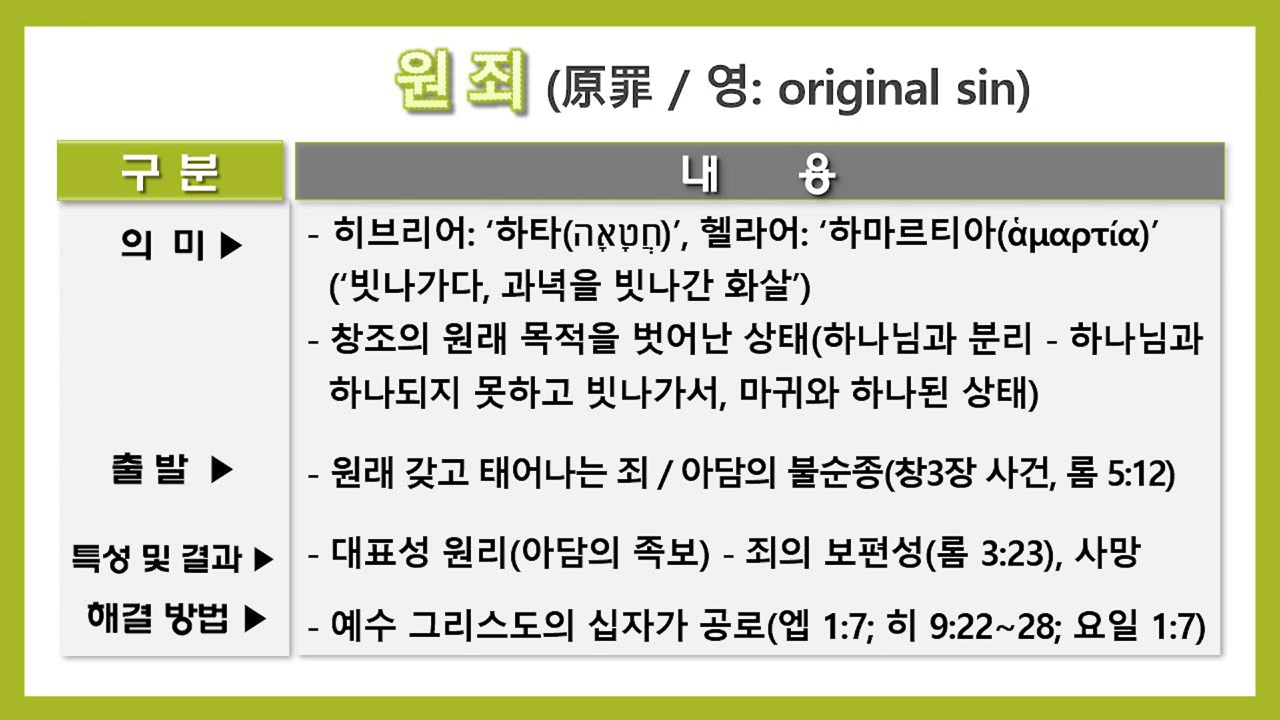 원 죄 (原罪 / 영: original sin)
구 분
내 용
의 미 ▶
- 히브리어: ‘하타(חֲטָאָה)’, 헬라어: ‘하마르티아(ἁμαρτία)’
(‘빗나가다, 과녁을 빗나간 화살’)
- 창조의 원래 목적을 벗어난 상태(하나님과 분리 - 하나님과
하나되지 못하고 빗나가서, 마귀와 하나된 상태)
출 발 ▶
- 원래 갖고 태어나는 죄 / 아담의 불순종(창3장 사건, 롬 5:12)
특성 및 결과 ▶
- 대표성 원리(아담의 족보) - 죄의 보편성(롬 3:23), 사망
해결 방법 ▶
- 예수 그리스도의 십자가 공로(엡 1:7; 히 9:22~28; 요일 1:7)